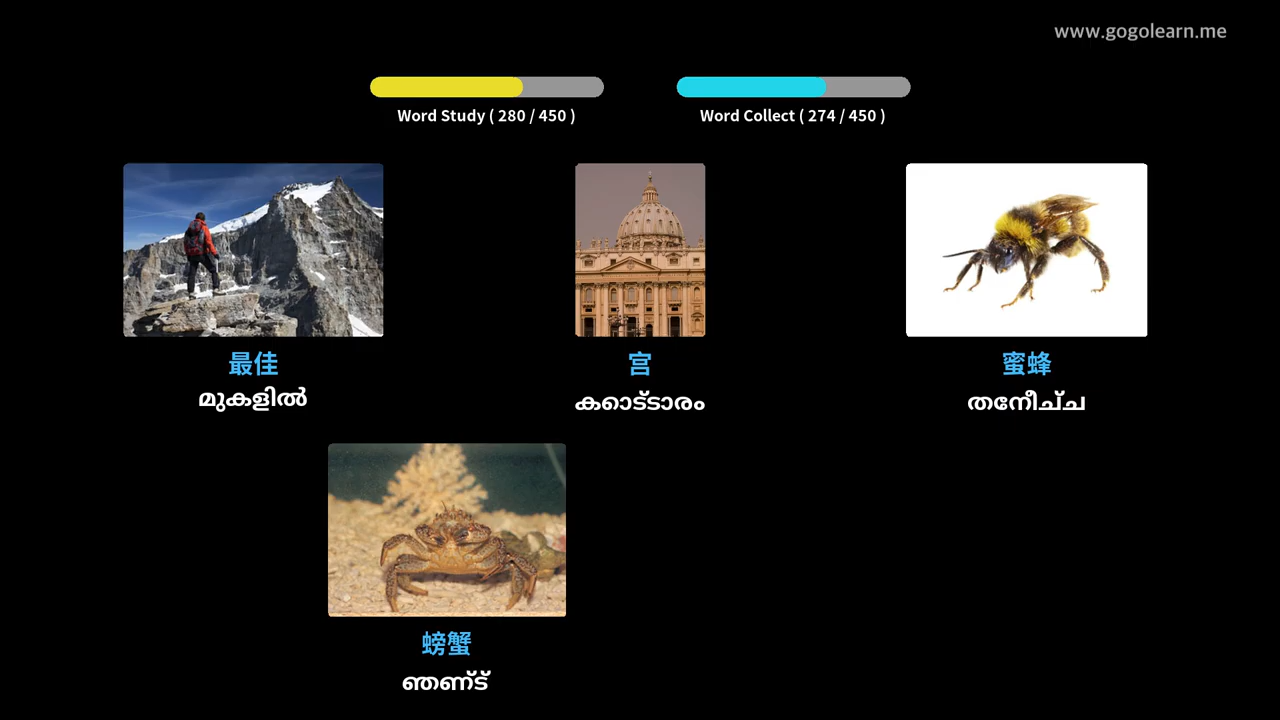 www.gogolearn.me
Word Study ( 280 / 450 )
Word Collect ( 274 / 450 )
最佳
മുകളിൽ
宫
കൊട്ടാരം
蜜蜂
തേനീച്ച
螃蟹
ഞണ്ട്